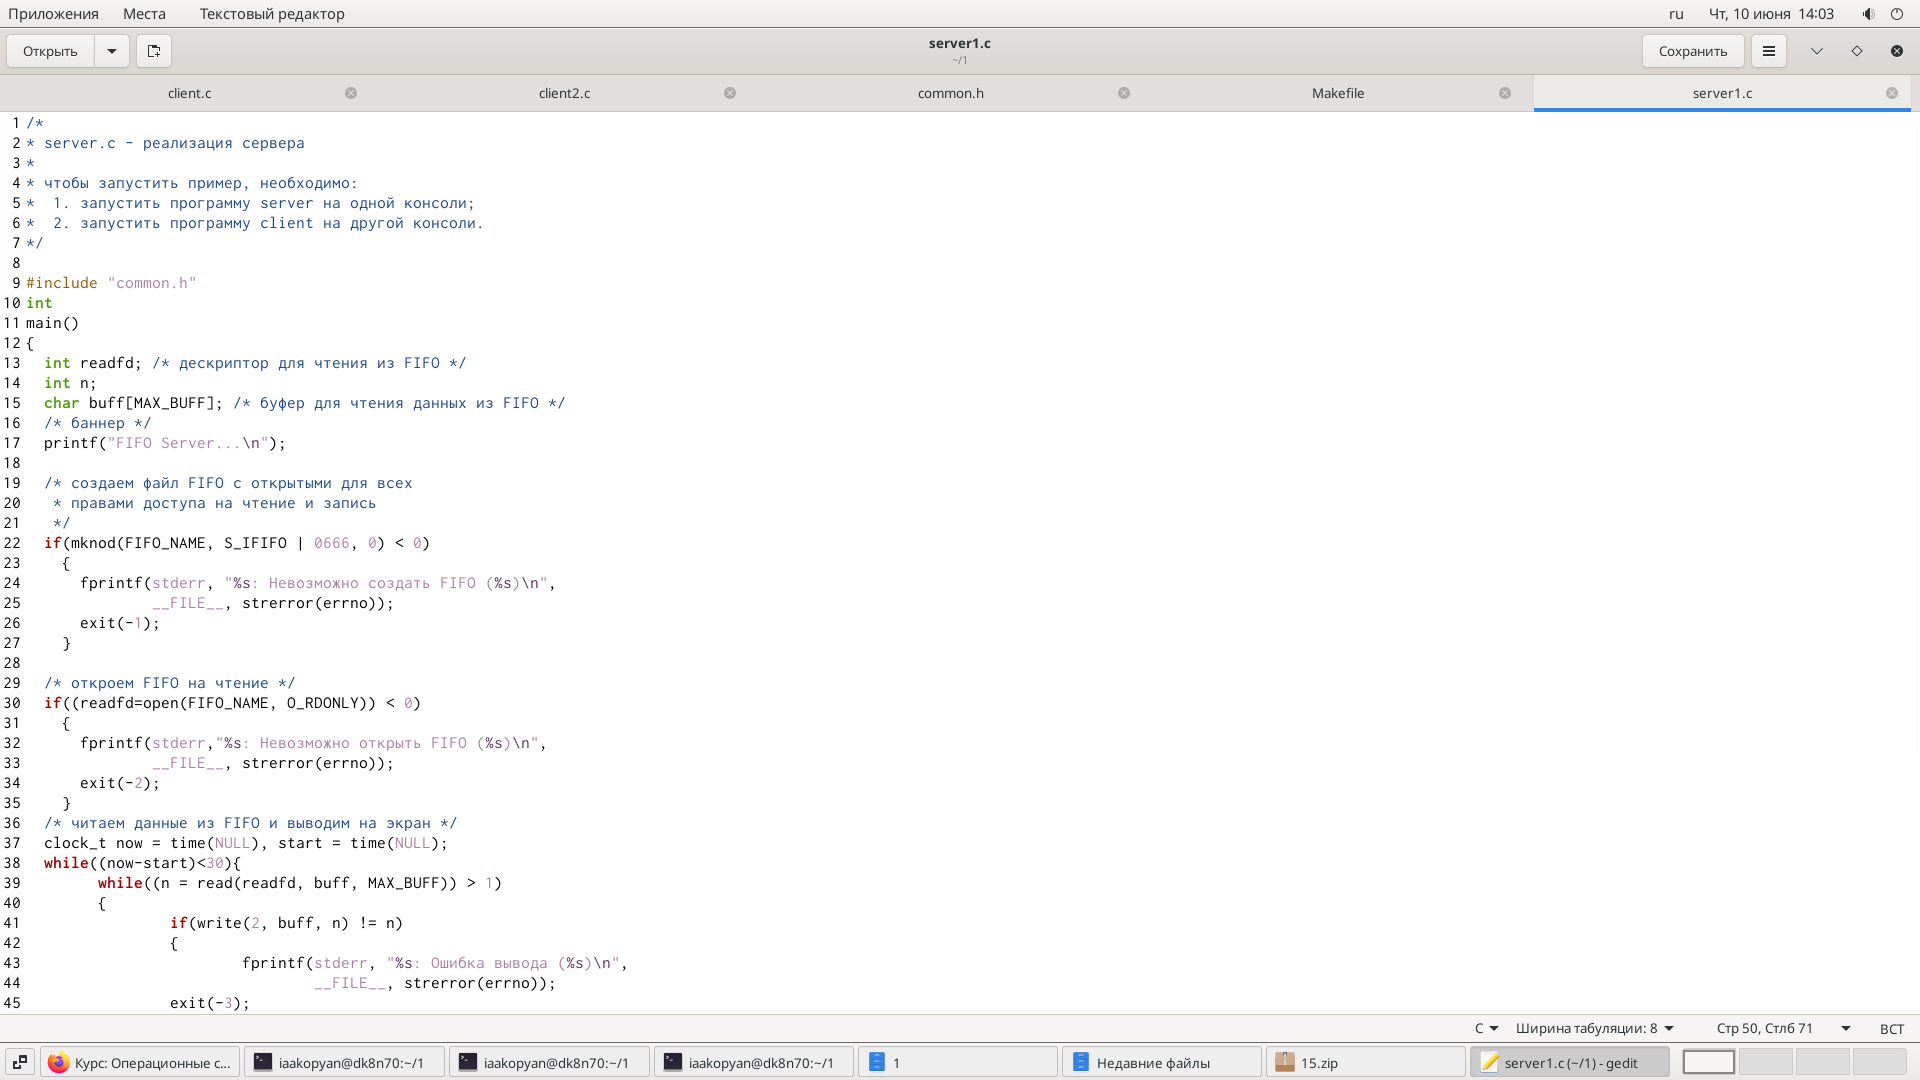 Приложения Места Текстовый редактор ru Чт, 10 июня 14:03
Открыть server1.c Сохранить
~/1
client.c client2.c common.h Makefile server1.c
1 /*
2 * server.c - реализация сервера
3 *
4 * чтобы запустить пример, необходимо:
5 *  1. запустить программу server на одной консоли;
6 *  2. запустить программу client на другой консоли.
7 */
8
9 #include "common.h"
10 int
11 main()
12 {
13   int readfd; /* дескриптор для чтения из FIFO */
14   int n;
15   char buff[MAX_BUFF]; /* буфер для чтения данных из FIFO */
16   /* баннер */
17   printf("FIFO Server...\n");
18
19   /* создаем файл FIFO с открытыми для всех
20    * правами доступа на чтение и запись
21    */
22   if(mknod(FIFO_NAME, S_IFIFO | 0666, 0) < 0)
23     {
24       fprintf(stderr, "%s: Невозможно создать FIFO (%s)\n",
25               __FILE__, strerror(errno));
26       exit(-1);
27     }
28
29   /* откроем FIFO на чтение */
30   if((readfd=open(FIFO_NAME, O_RDONLY)) < 0)
31     {
32       fprintf(stderr,"%s: Невозможно открыть FIFO (%s)\n",
33               __FILE__, strerror(errno));
34       exit(-2);
35     }
36   /* читаем данные из FIFO и выводим на экран */
37   clock_t now = time(NULL), start = time(NULL);
38   while((now-start)<30){
39         while((n = read(readfd, buff, MAX_BUFF)) > 1)
40         {
41                 if(write(2, buff, n) != n)
42                 {
43                         fprintf(stderr, "%s: Ошибка вывода (%s)\n",
44                                 __FILE__, strerror(errno));
45                 exit(-3);
C Ширина табуляции: 8 Стр 50, Стлб 71 ВСТ
Курс: Операционные с... iaakopyan@dk8n70:~/1 iaakopyan@dk8n70:~/1 iaakopyan@dk8n70:~/1 1 Недавние файлы 15.zip server1.c (~/1) - gedit